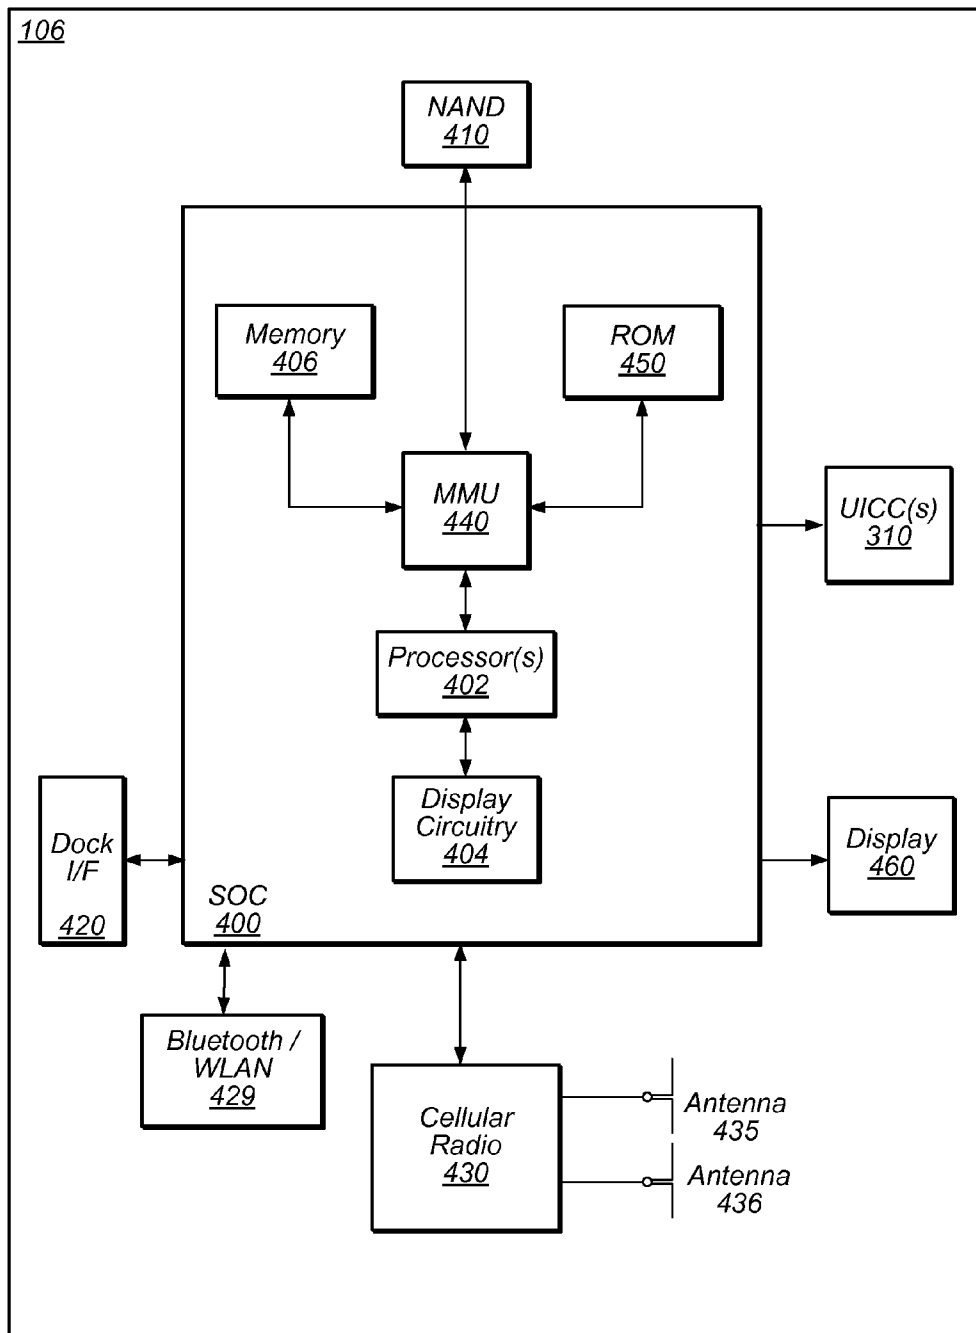 106
NAND
410
Memory
406
ROM
450
MMU
440
UICC(s)
310
Processor(s)
402
Display
Circuitry
404
Dock
I/F
420
Display
460
SOC
400
Bluetooth /
WLAN
429
Cellular
Radio
430
Antenna
435
Antenna
436